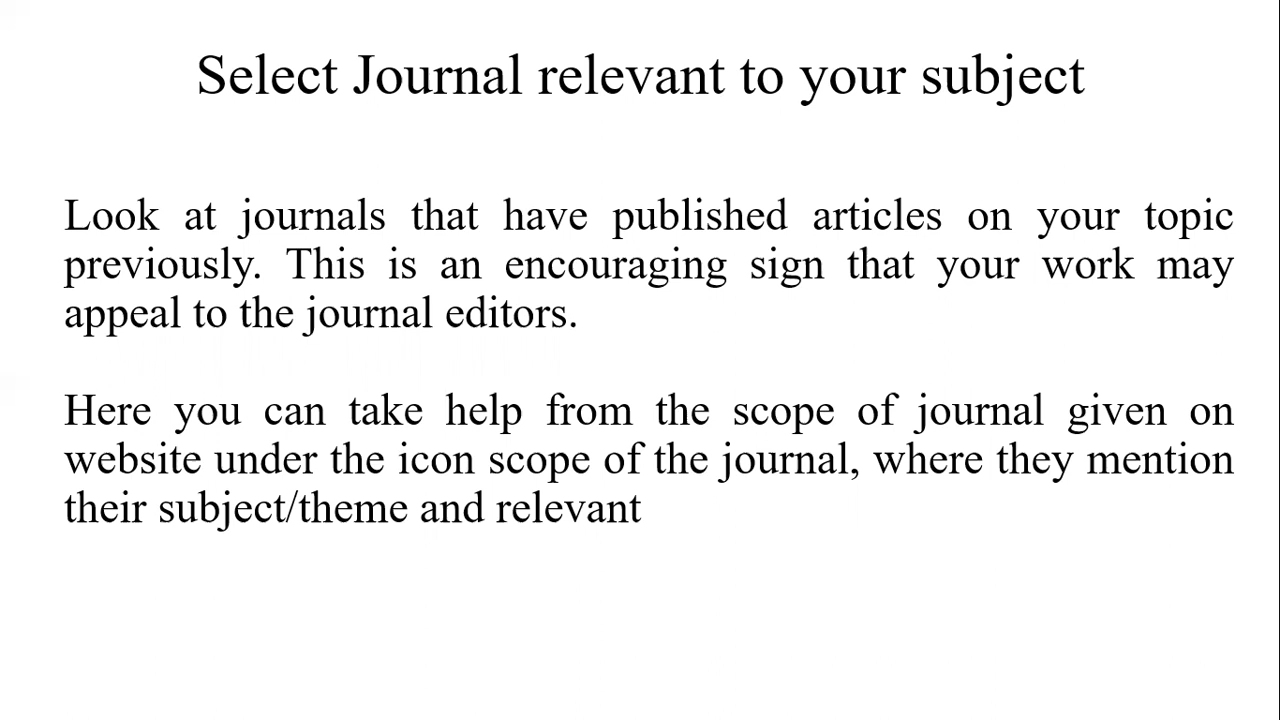 Select Journal relevant to your subject
Look at journals that have published articles on your topic
previously. This is an encouraging sign that your work may
appeal to the journal editors.
Here you can take help from the scope of journal given on
website under the icon scope of the journal, where they mention
their subject/theme and relevant